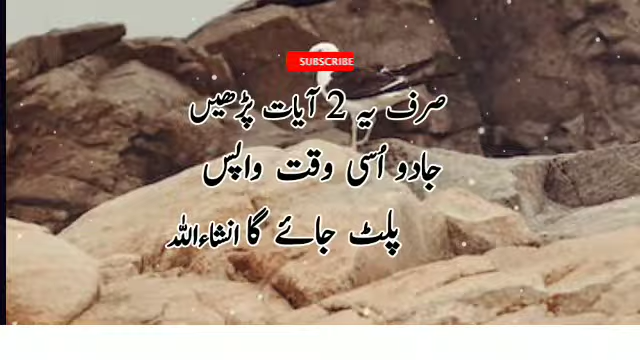 SUBSCRIBE
صرف یہ 2 آیات پڑھیں
جادو اُسی وقت واپس
پلٹ جائے گا انشاءاللہ